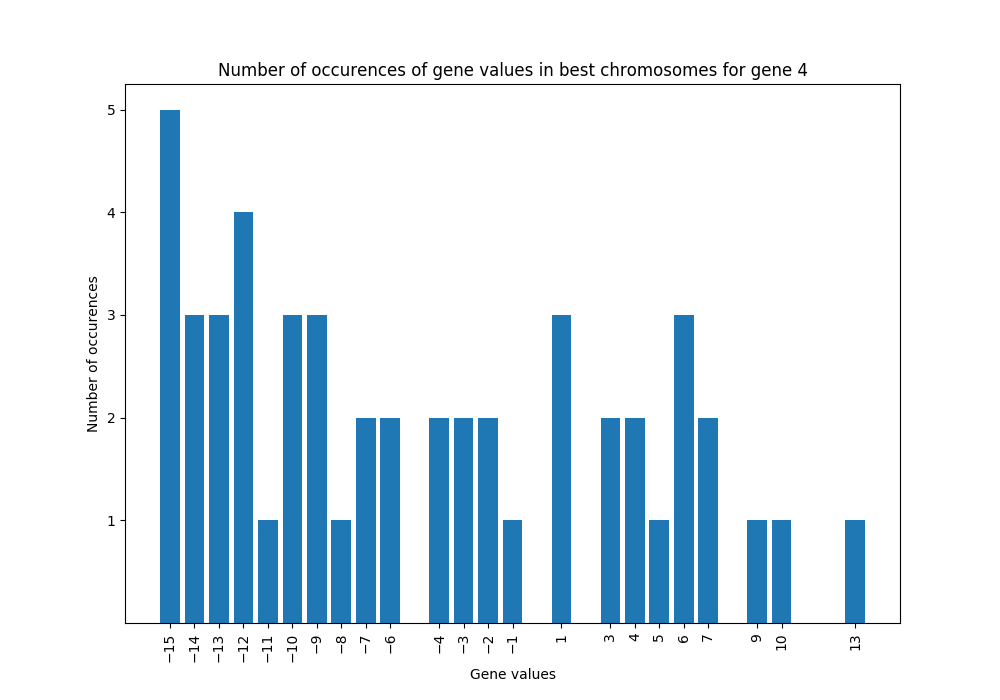 Number of occurences of gene values in best chromosomes for gene 4
Number of occurences
5
4
3
2
1
−15 −14 −13 −12 −11 −10 −9 −8 −7 −6 −4 −3 −2 −1 1 3 4 5 6 7 9 10 13
Gene values